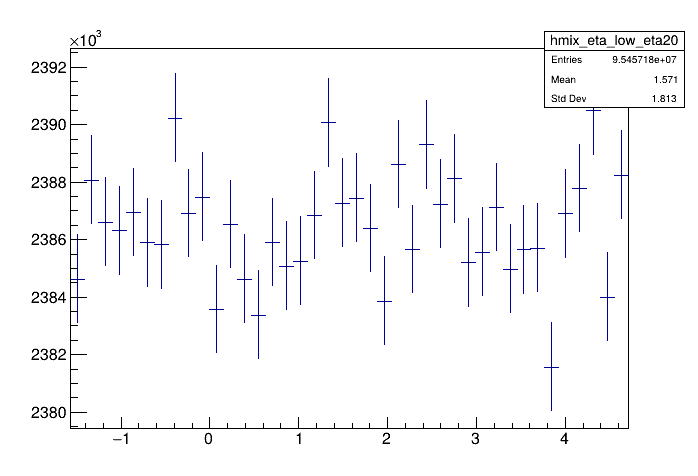 ×10³
hmix_eta_low_eta20
Entries 9.545718e+07
Mean 1.571
Std Dev 1.813
2392
2390
2388
2386
2384
2382
2380
−1 0 1 2 3 4